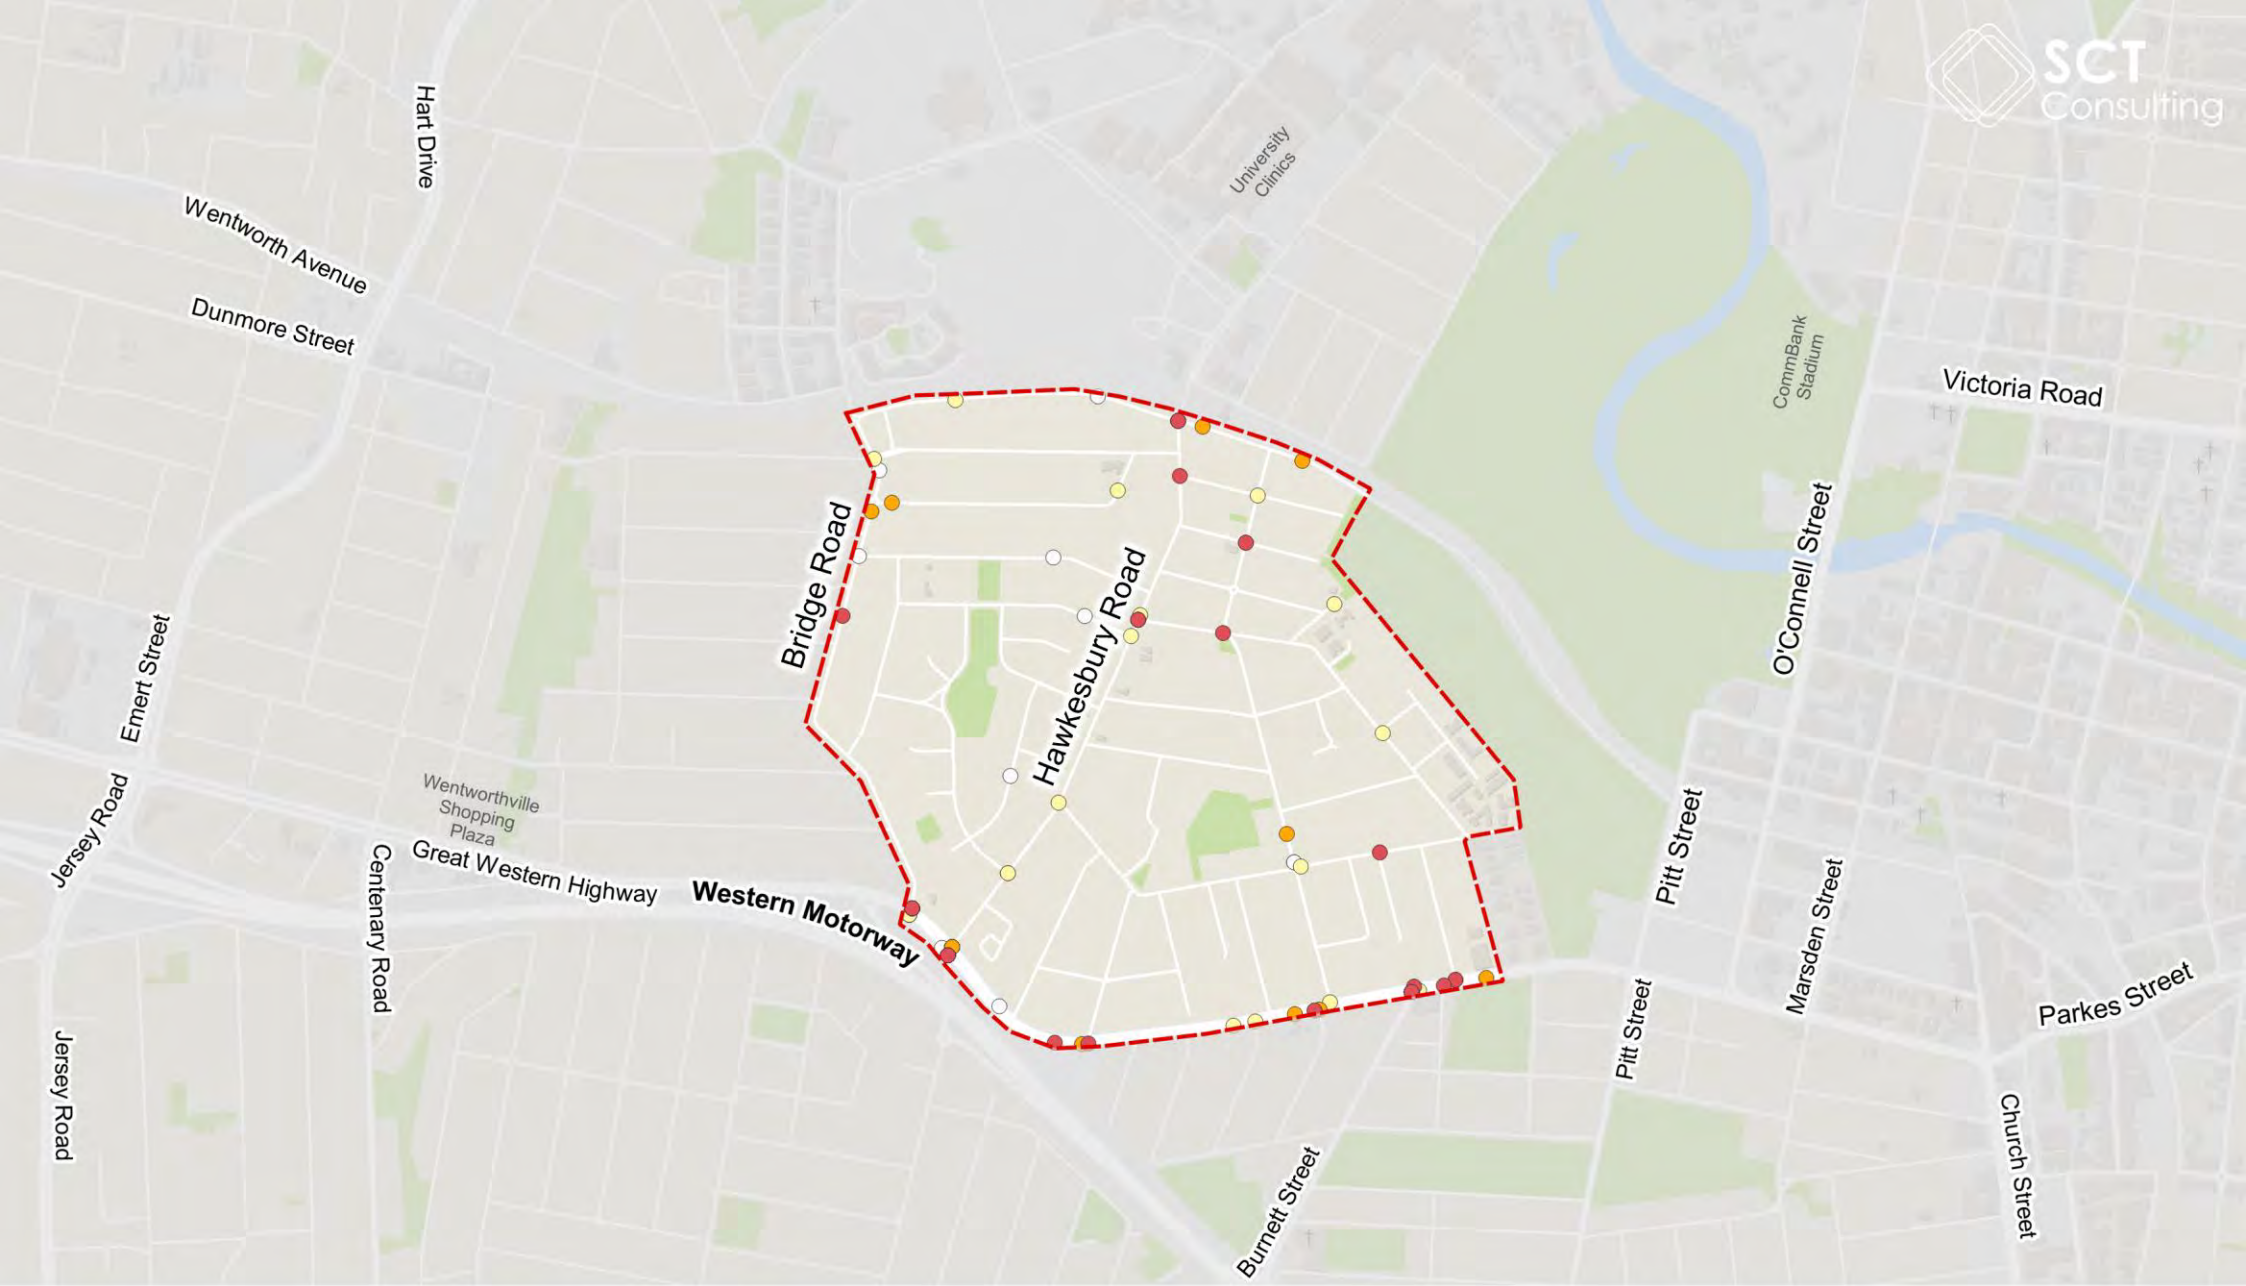 SCT
Consulting
Hart Drive
University
Clinics
Wentworth Avenue
Dunmore Street
CommBank
Stadium
Victoria Road
Bridge Road
Hawkesbury Road
O'Connell Street
Emert Street
Jersey Road
Wentworthville
Shopping
Plaza
Great Western Highway
Centenary Road
Western Motorway
Pitt Street
Marsden Street
Parkes Street
Pitt Street
Jersey Road
Burnett Street
Church Street